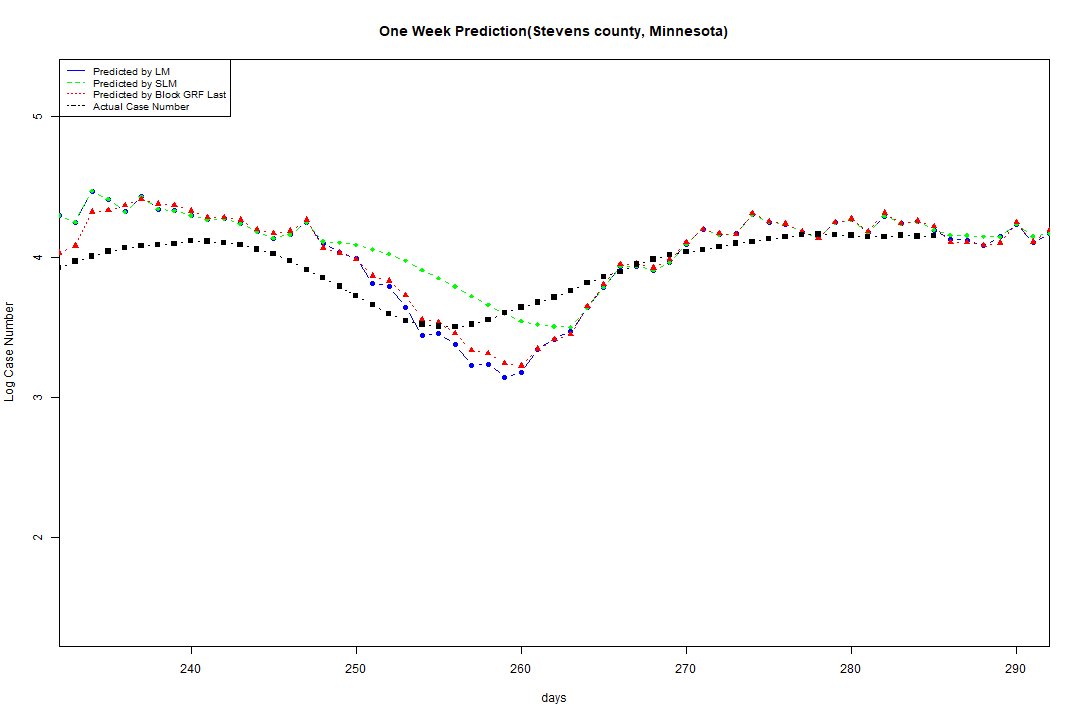 One Week Prediction(Stevens county, Minnesota)
Predicted by LM
Predicted by SLM
Predicted by Block GRF Last
Actual Case Number
5
4
3
2
Log Case Number
240 250 260 270 280 290
days